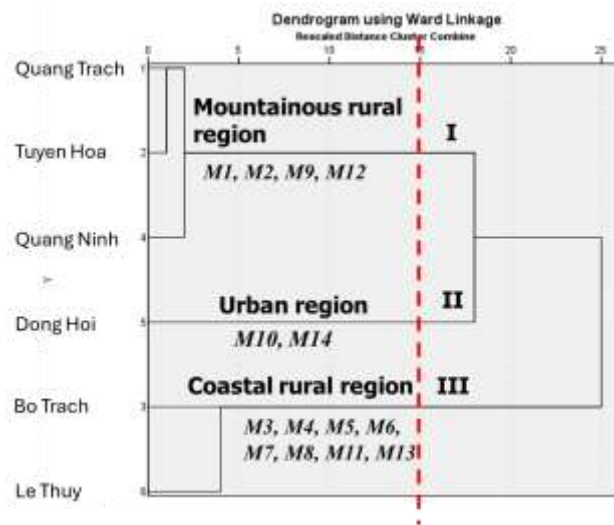 Dendrogram using Ward Linkage
Rescaled Distance Cluster Combine
0 5 10 15 20 25
Quang Trach 1
Mountainous rural
region
I
Tuyen Hoa 2
M1, M2, M9, M12
Quang Ninh 4
Y
Urban region II
Dong Hoi 5
M10, M14
Coastal rural region III
Bo Trach 3
M3, M4, M5, M6,
M7, M8, M11, M13
Le Thuy 6